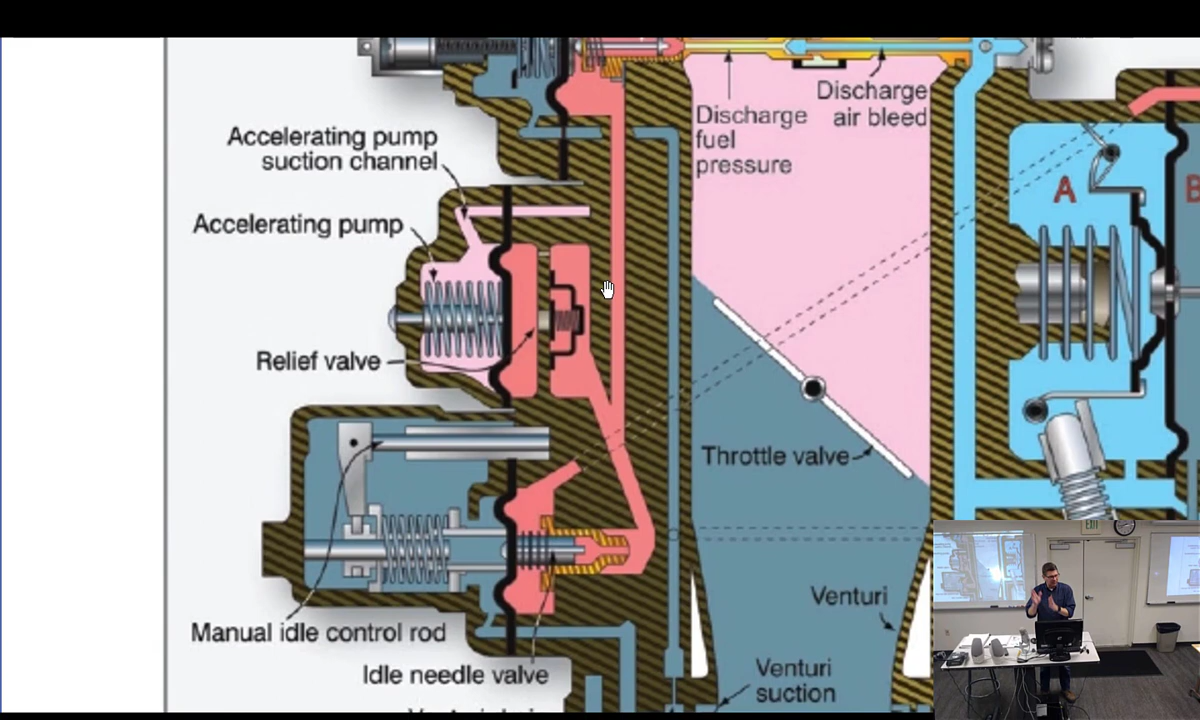 Discharge
fuel
pressure
Discharge
air bleed
Accelerating pump
suction channel
Accelerating pump
A
B
Relief valve
Throttle valve
Manual idle control rod
Idle needle valve
Venturi
Venturi
suction
EXIT